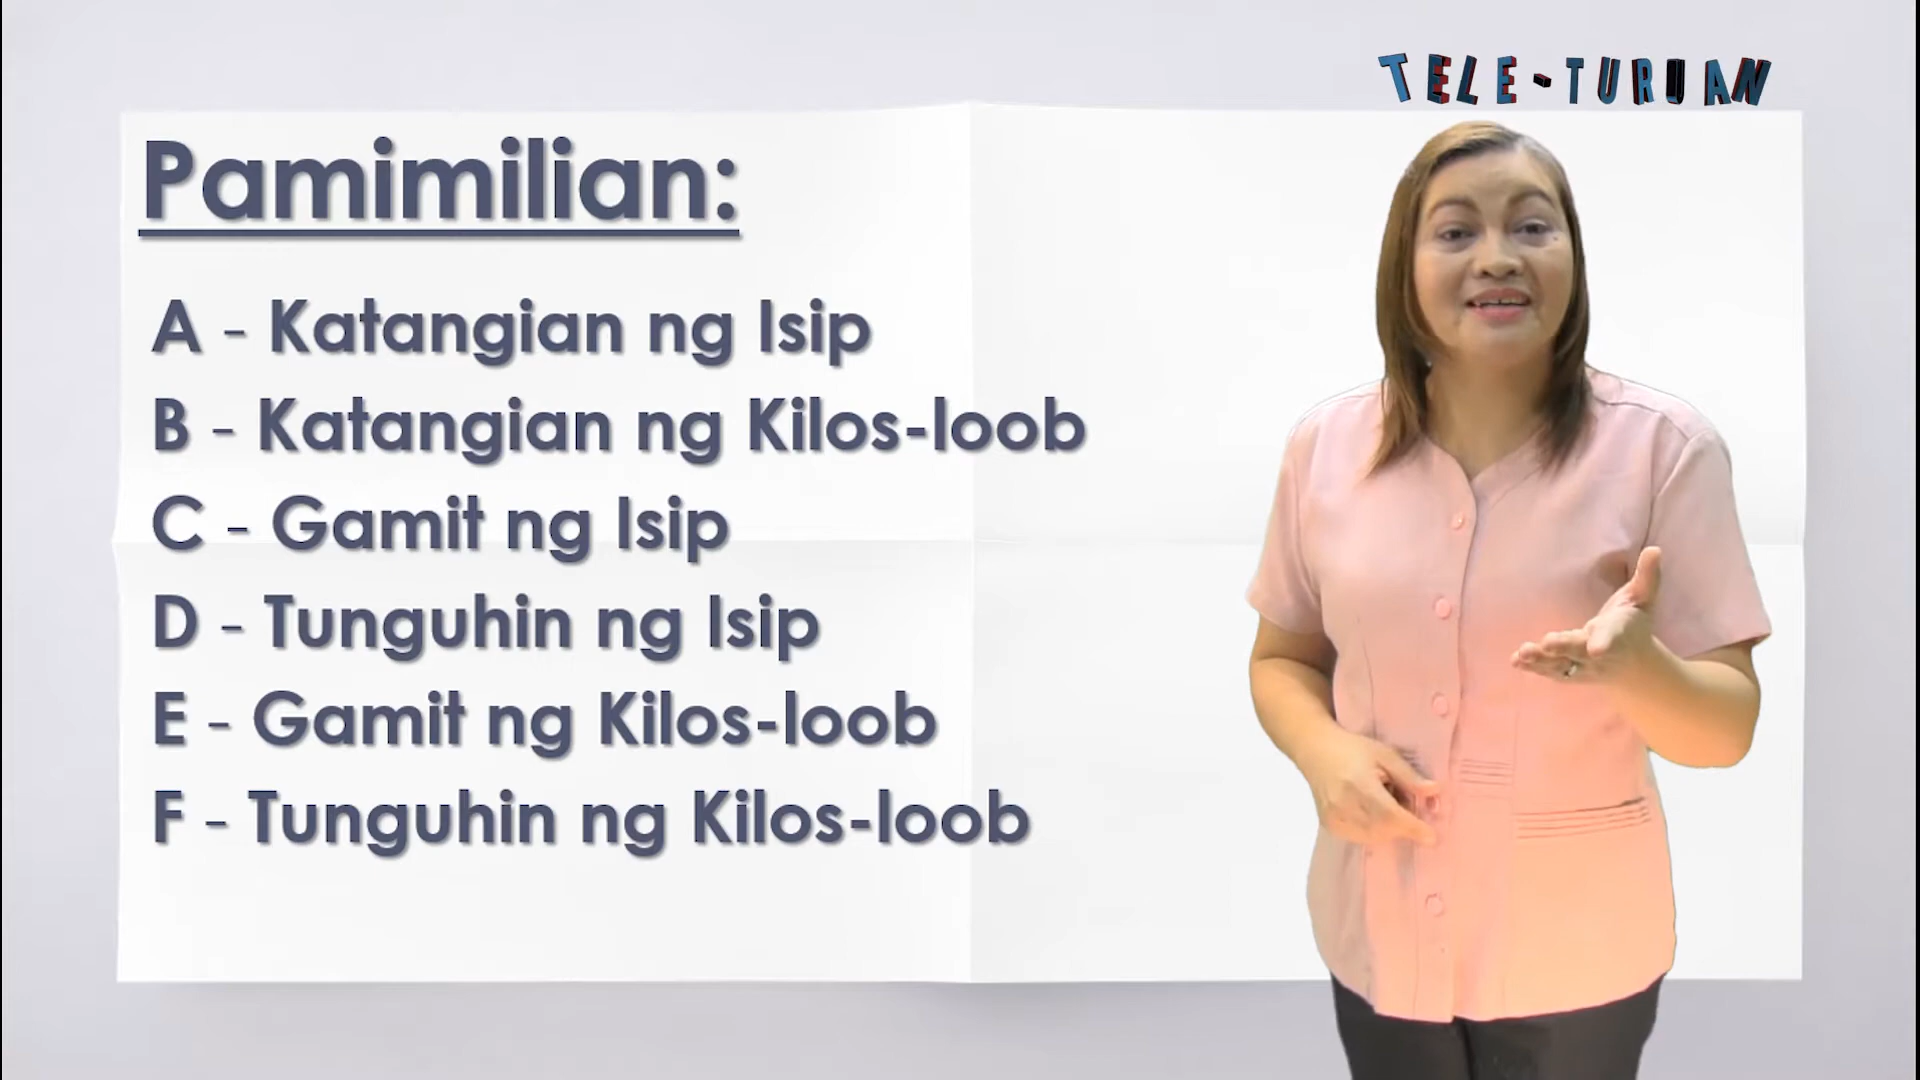 TELE-TURUAN
Pamimilian:
A - Katangian ng Isip
B - Katangian ng Kilos-loob
C - Gamit ng Isip
D - Tunguhin ng Isip
E - Gamit ng Kilos-loob
F - Tunguhin ng Kilos-loob